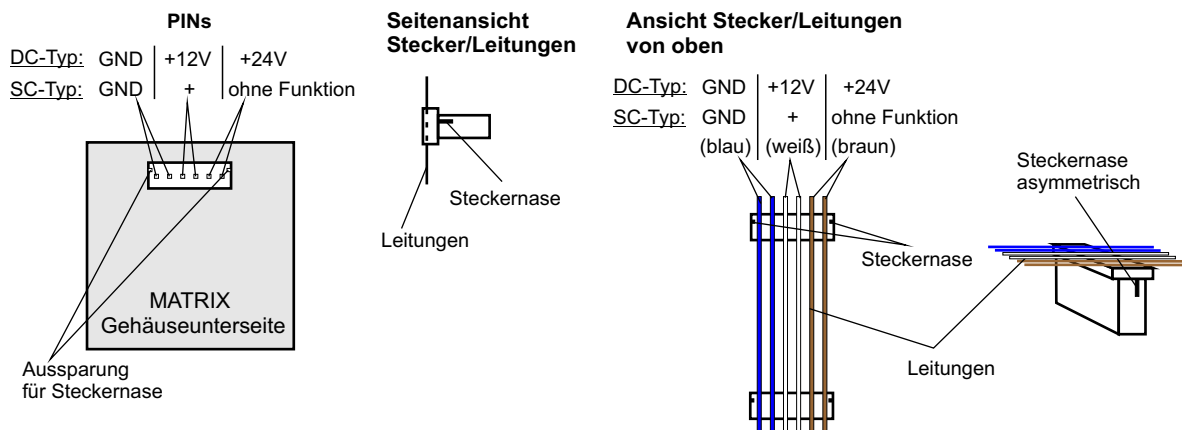 PINs
DC-Typ: GND +12V +24V
SC-Typ: GND + ohne Funktion
MATRIX
Gehäuseunterseite
Aussparung
für Steckernase
Seitenansicht
Stecker/Leitungen
Steckernase
Leitungen
Ansicht Stecker/Leitungen
von oben
DC-Typ: GND +12V +24V
SC-Typ: GND + ohne Funktion
(blau) (weiß) (braun)
Steckernase
Leitungen
Steckernase
asymmetrisch